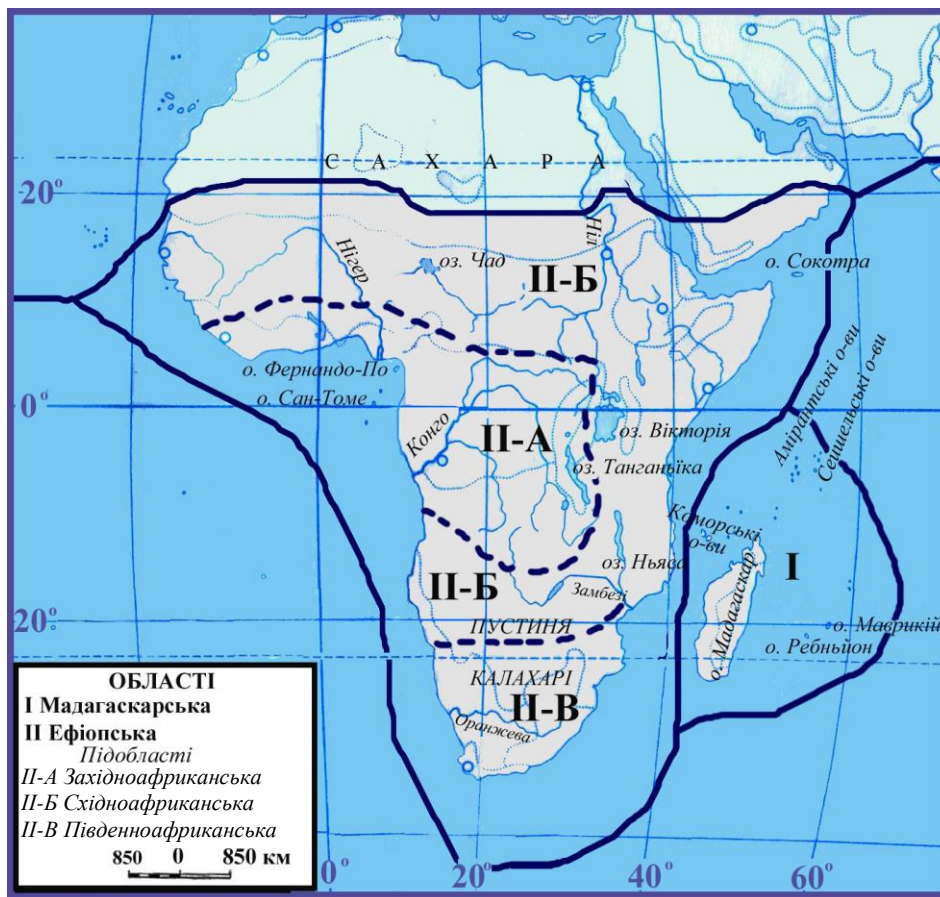 С А Х А Р А
20°
Ніл
Нігер
оз. Чад
II-Б
о. Сокотра
о. Фернандо-По
о. Сан-Томе
Амірантські о-ви
Сейшельські о-ви
0°
Конго
II-А
оз. Вікторія
оз. Танганьїка
Коморські
о-ви
I
оз. Ньяса
II-Б
Замбезі
о. Мадагаскар
20°
ПУСТИНЯ
о. Маврикій
о. Ребньйон
КАЛАХАРІ
II-В
Оранжева
ОБЛАСТІ
I Мадагаскарська
II Ефіопська
Підобласті
II-А Західноафриканська
II-Б Східноафриканська
II-В Південноафриканська
850 0 850 км
0° 20° 40° 60°